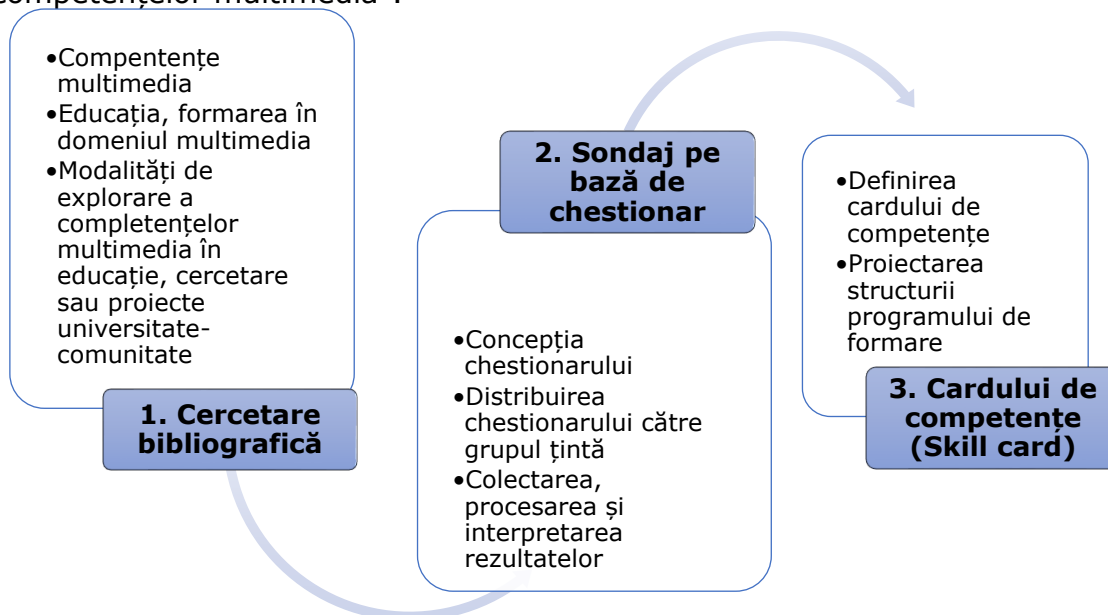 competențelor multimedia".
•Compentențe
multimedia
•Educația, formarea în
domeniul multimedia
•Modalități de
explorare a
completențelor
multimedia în
educație, cercetare
sau proiecte
universitate-
comunitate
1. Cercetare
bibliografică
2. Sondaj pe
bază de
chestionar
•Concepția
chestionarului
•Distribuirea
chestionarului către
grupul țintă
•Colectarea,
procesarea și
interpretarea
rezultatelor
•Definirea
cardului de
competențe
•Proiectarea
structurii
programului de
formare
3. Cardului de
competențe
(Skill card)